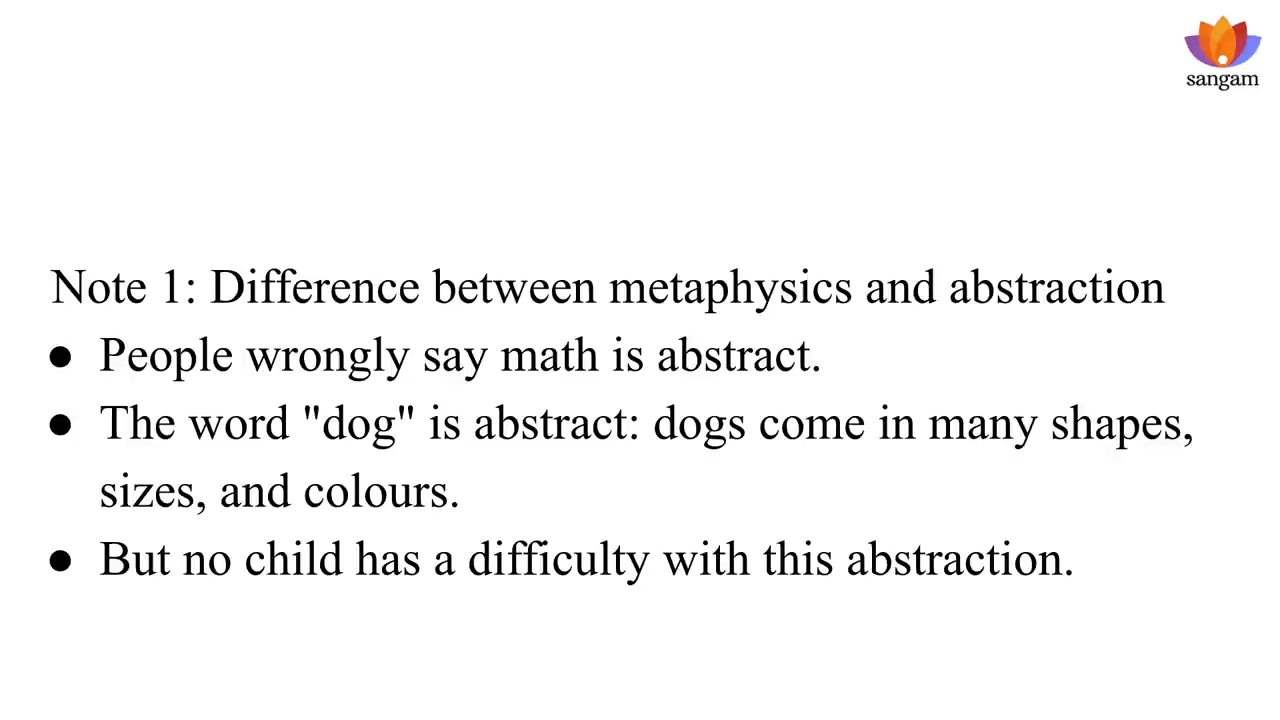 sangam
Note 1: Difference between metaphysics and abstraction
● People wrongly say math is abstract.
● The word "dog" is abstract: dogs come in many shapes,
sizes, and colours.
● But no child has a difficulty with this abstraction.